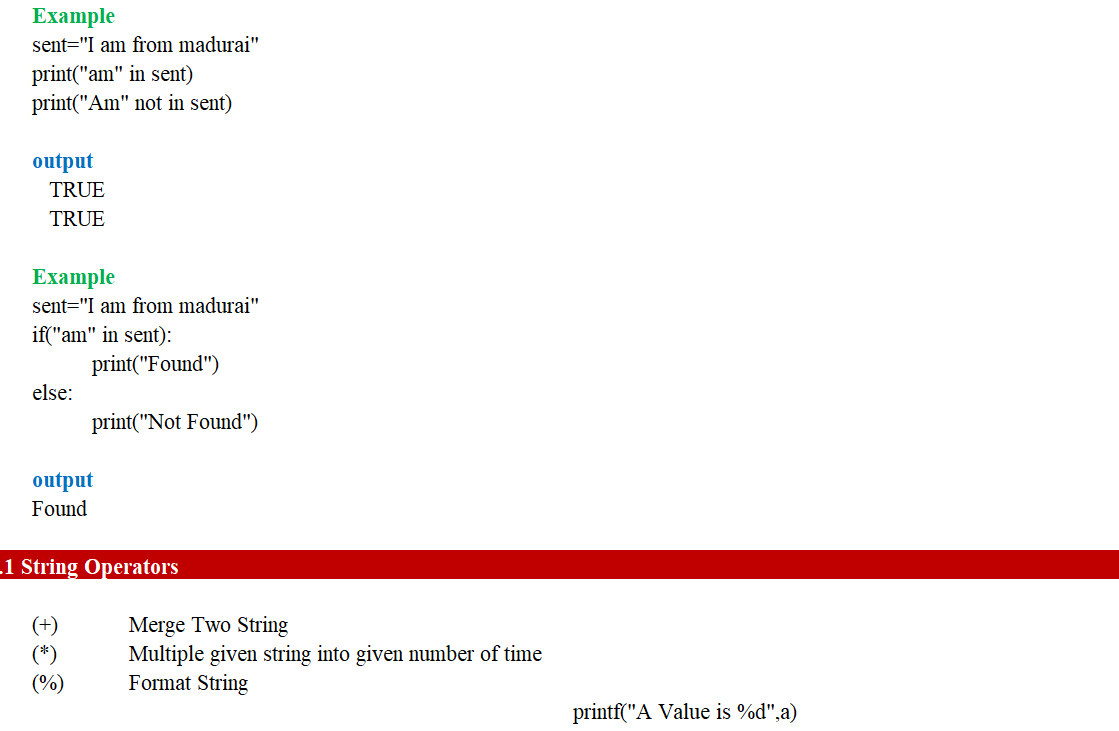 Example
sent="I am from madurai"
print("am" in sent)
print("Am" not in sent)
output
TRUE
TRUE
Example
sent="I am from madurai"
if("am" in sent):
print("Found")
else:
print("Not Found")
output
Found
.1 String Operators
(+) Merge Two String
(*) Multiple given string into given number of time
(%) Format String
printf("A Value is %d",a)